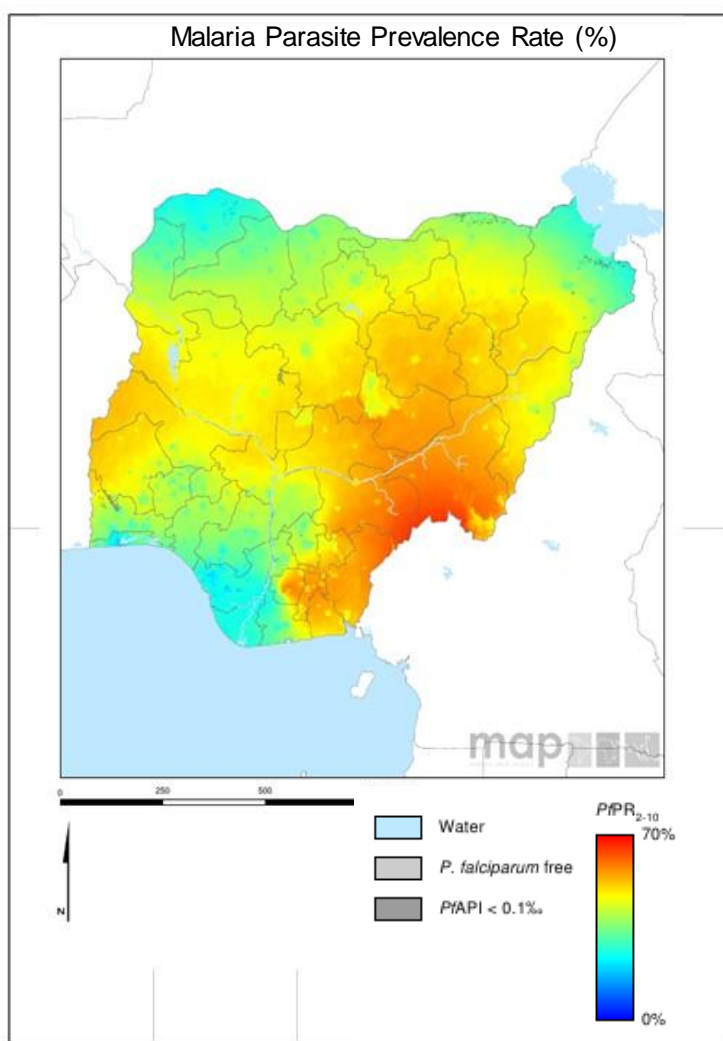 Malaria Parasite Prevalence Rate (%)
map
0 250 500
N
Water
P. falciparum free
PfAPI < 0.1‰
PfPR2-10
70%
0%